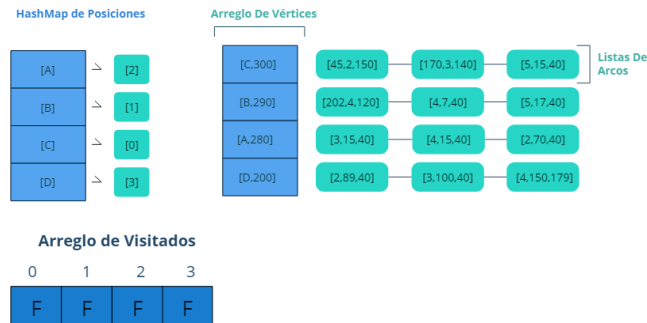 HashMap de Posiciones
Arreglo De Vértices
[A] [2] [C,300] [45,2,150] [170,3,140] [5,15,40]
Listas De
Arcos
[B] [1] [B,290] [202,4,120] [4,7,40] [5,17,40]
[C] [0] [A,280] [3,15,40] [4,15,40] [2,70,40]
[D] [3] [D,200] [2,89,40] [3,100,40] [4,150,179]
Arreglo de Visitados
0 1 2 3
F F F F